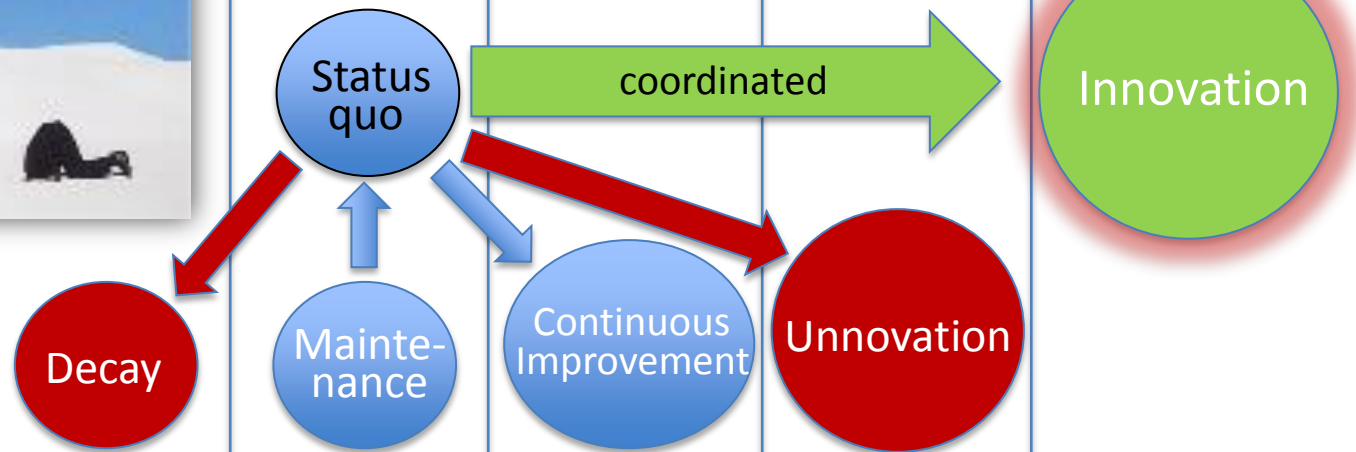 Status
quo
coordinated
Innovation
Decay
Mainte-
nance
Continuous
Improvement
Unnovation